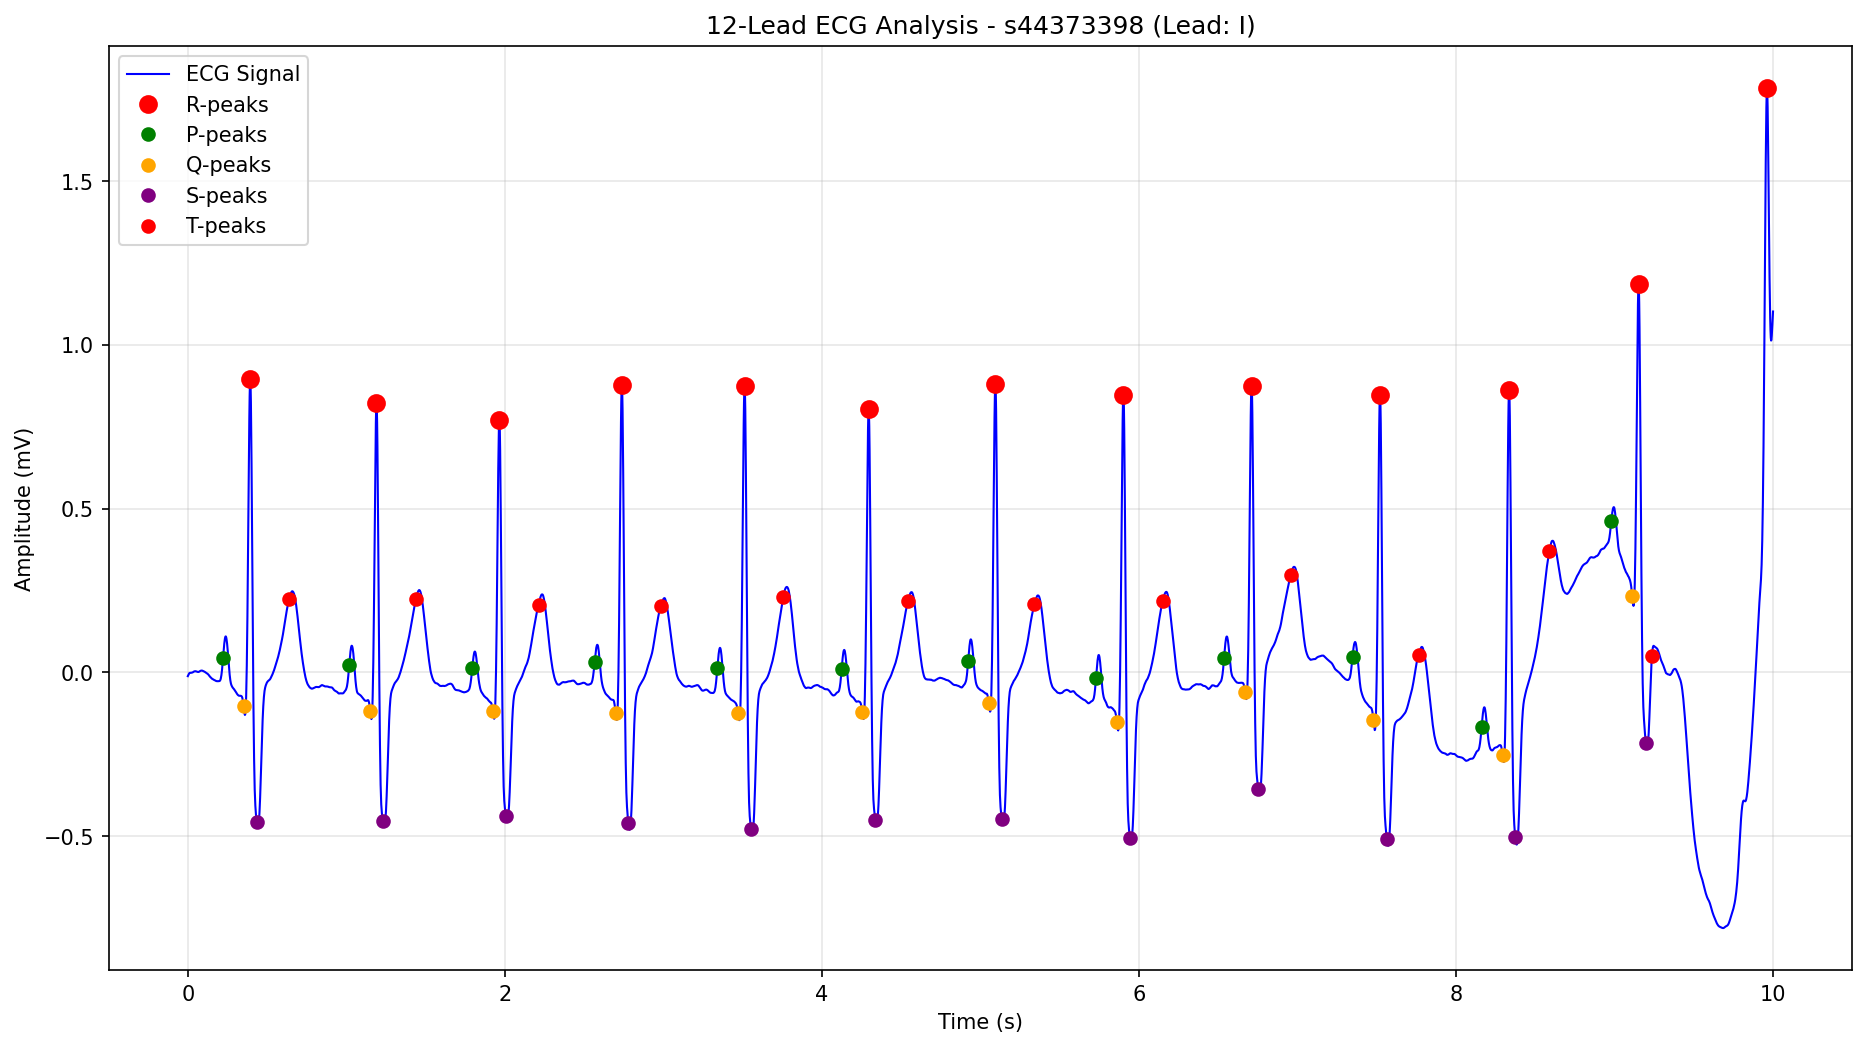 12-Lead ECG Analysis - s44373398 (Lead: I)
ECG Signal
R-peaks
P-peaks
Q-peaks
S-peaks
T-peaks
Amplitude (mV)
1.5
1.0
0.5
0.0
−0.5
0 2 4 6 8 10
Time (s)